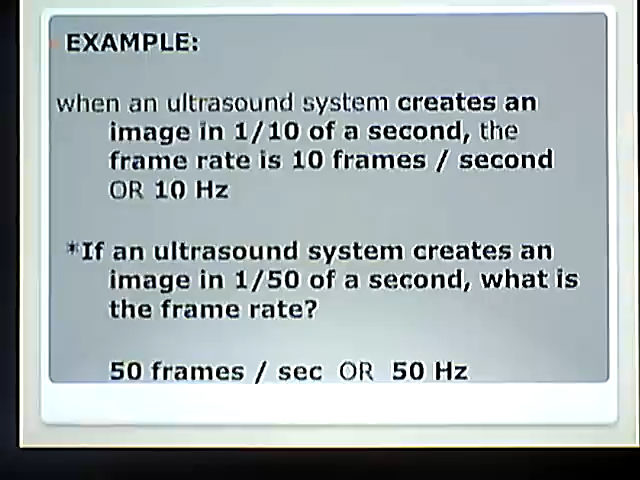 EXAMPLE:
when an ultrasound system creates an
image in 1/10 of a second, the
frame rate is 10 frames / second
OR 10 Hz
*If an ultrasound system creates an
image in 1/50 of a second, what is
the frame rate?
50 frames / sec OR 50 Hz